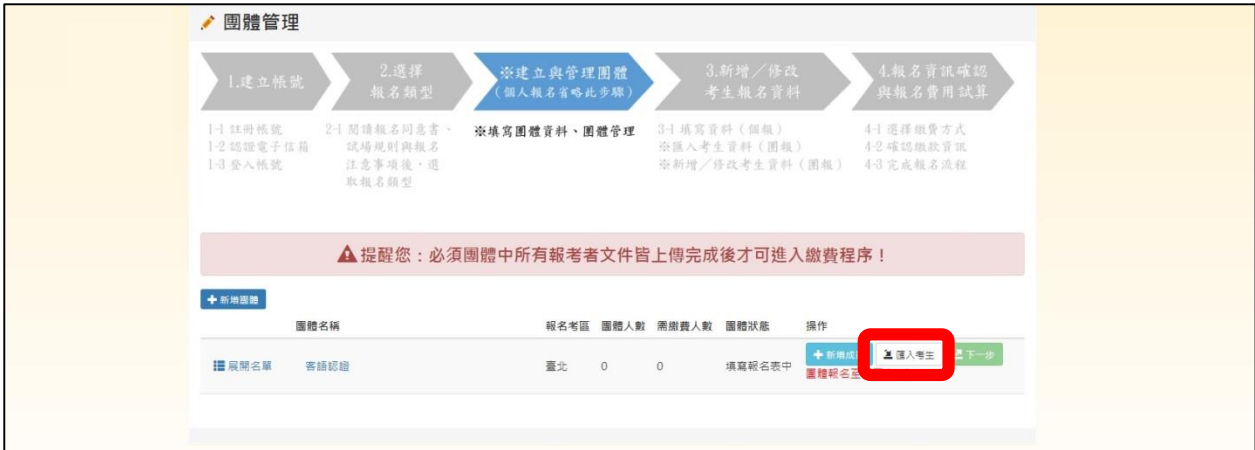 團體管理
1.建立帳號
2.選擇
報名類型
※建立與管理團體
(個人報名省略此步驟)
3.新增／修改
考生報名資料
4.報名資訊確認
與報名費用試算
1-1 註冊帳號
1-2 認證電子信箱
1-3 登入帳號
2-1 閱讀報名同意書、
試場規則與報名
注意事項後，選
取報名類型
※填寫團體資料、團體管理
3-1 填寫資料（個報）
※匯入考生資料（團報）
※新增／修改考生資料（團報）
4-1 選擇繳費方式
4-2 確認繳款資訊
4-3 完成報名流程
提醒您：必須團體中所有報考者文件皆上傳完成後才可進入繳費程序！
新增團體
團體名稱 報名考區 團體人數 需繳費人數 團體狀態 操作
展開名單 客語認證 臺北 0 0 填寫報名表中 新增成 匯入考生 下一步
團體報名至